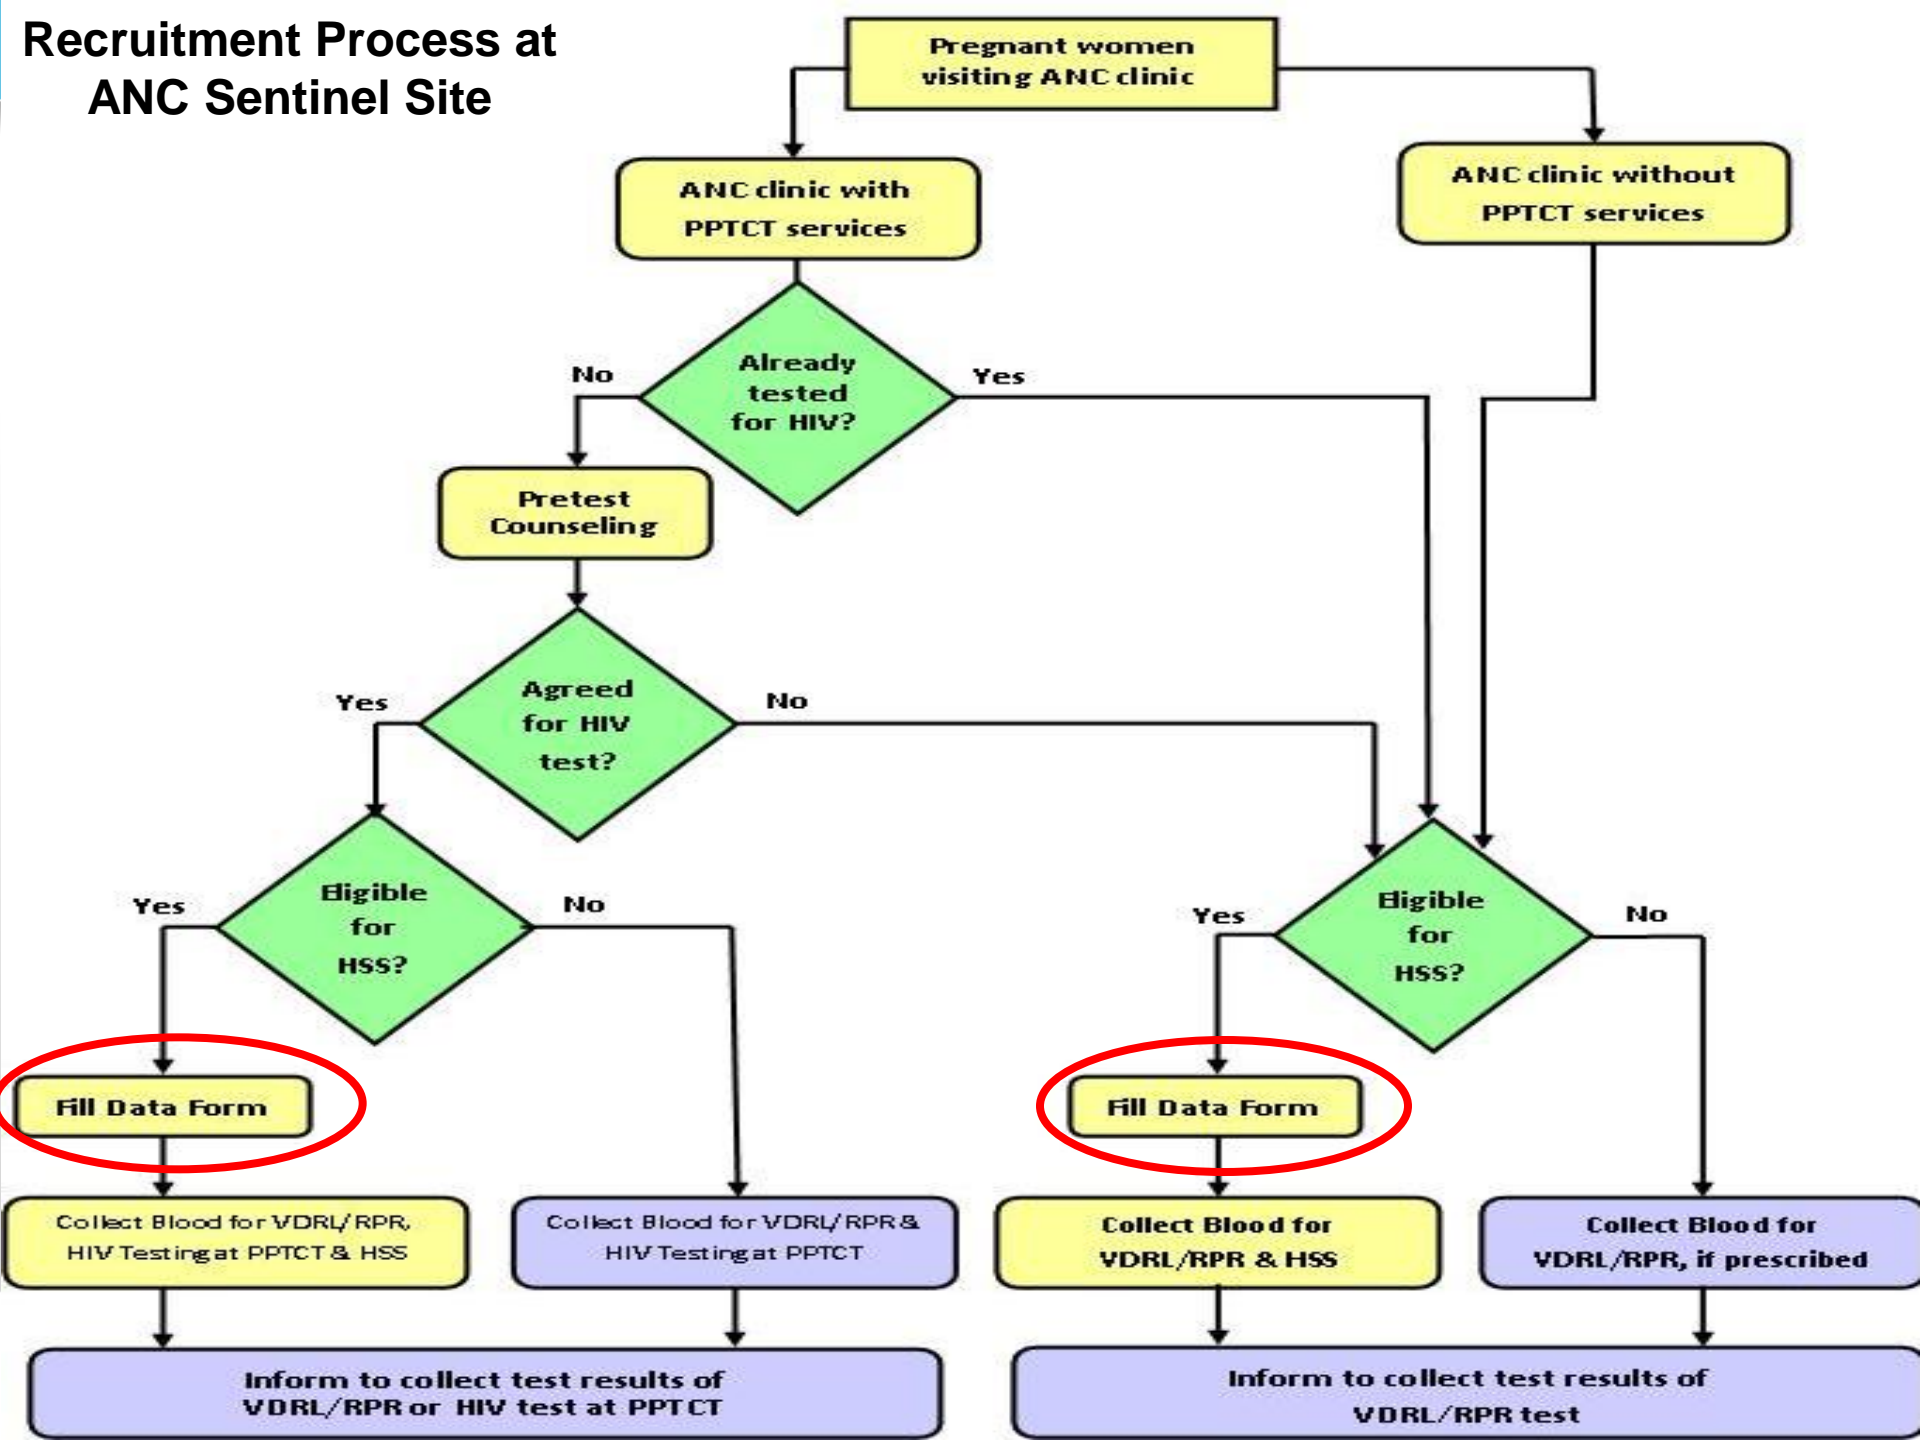 Recruitment Process at
ANC Sentinel Site
Pregnant women
visiting ANC clinic
ANC clinic with
PPTCT services
ANC clinic without
PPTCT services
Already
tested
for HIV?
No
Yes
Pretest
Counseling
Agreed
for HIV
test?
Yes
No
Eligible
for
HSS?
Yes
No
Eligible
for
HSS?
Yes
No
Fill Data Form
Fill Data Form
Collect Blood for VDRL/RPR,
HIV Testing at PPTCT & HSS
Collect Blood for VDRL/RPR &
HIV Testing at PPTCT
Collect Blood for
VDRL/RPR & HSS
Collect Blood for
VDRL/RPR, if prescribed
Inform to collect test results of
VDRL/RPR or HIV test at PPTCT
Inform to collect test results of
VDRL/RPR test